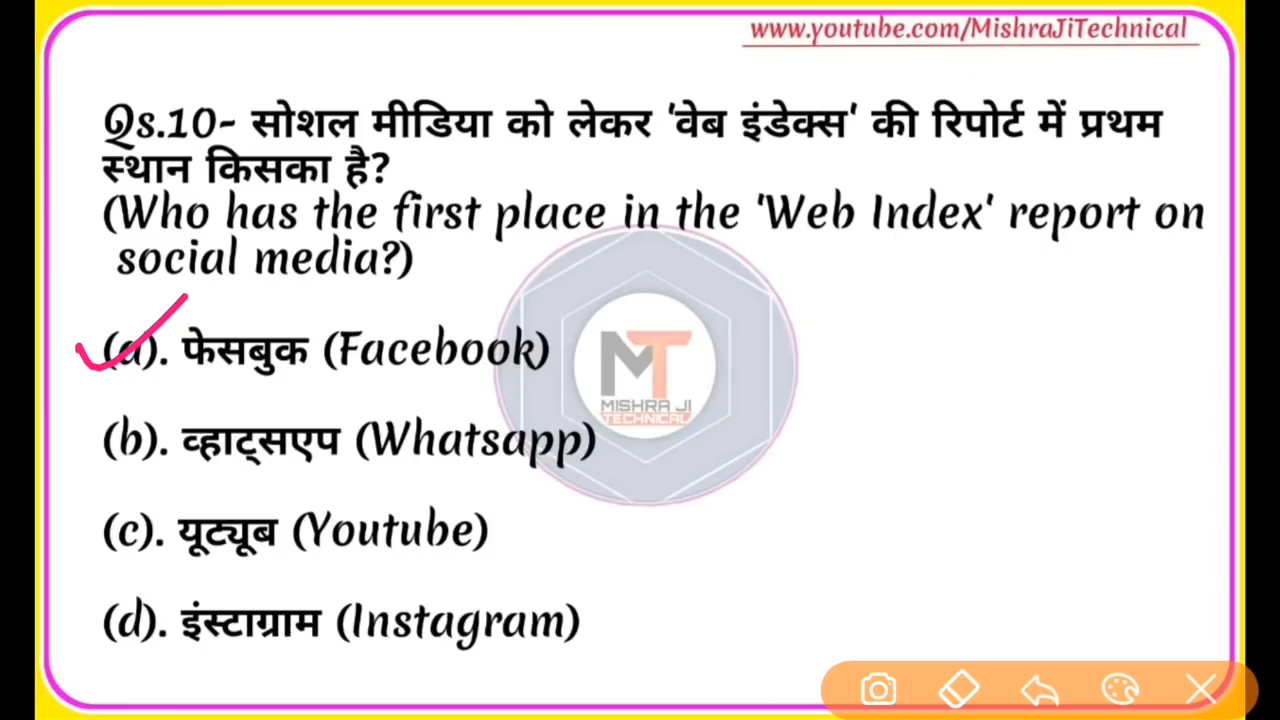 www.youtube.com/MishraJiTechnical
Qs.10- सोशल मीडिया को लेकर 'वेब इंडेक्स' की रिपोर्ट में प्रथम
स्थान किसका है?
(Who has the first place in the 'Web Index' report on
social media?)
(a). फेसबुक (Facebook)
MT
MISHRA JI
TECHNICAL
(b). व्हाट्सएप (Whatsapp)
(c). यूट्यूब (Youtube)
(d). इंस्टाग्राम (Instagram)